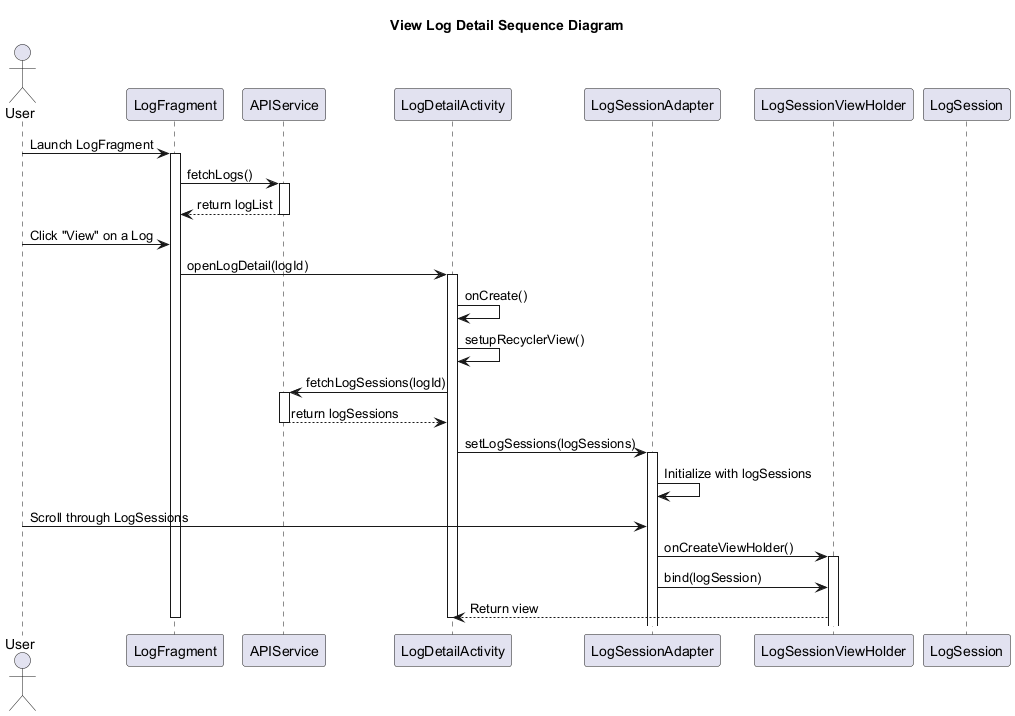 View Log Detail Sequence Diagram
User
LogFragment
APIService
LogDetailActivity
LogSessionAdapter
LogSessionViewHolder
LogSession
Launch LogFragment
fetchLogs()
return logList
Click "View" on a Log
openLogDetail(logId)
onCreate()
setupRecyclerView()
fetchLogSessions(logId)
return logSessions
setLogSessions(logSessions)
Initialize with logSessions
Scroll through LogSessions
onCreateViewHolder()
bind(logSession)
Return view
User
LogFragment
APIService
LogDetailActivity
LogSessionAdapter
LogSessionViewHolder
LogSession